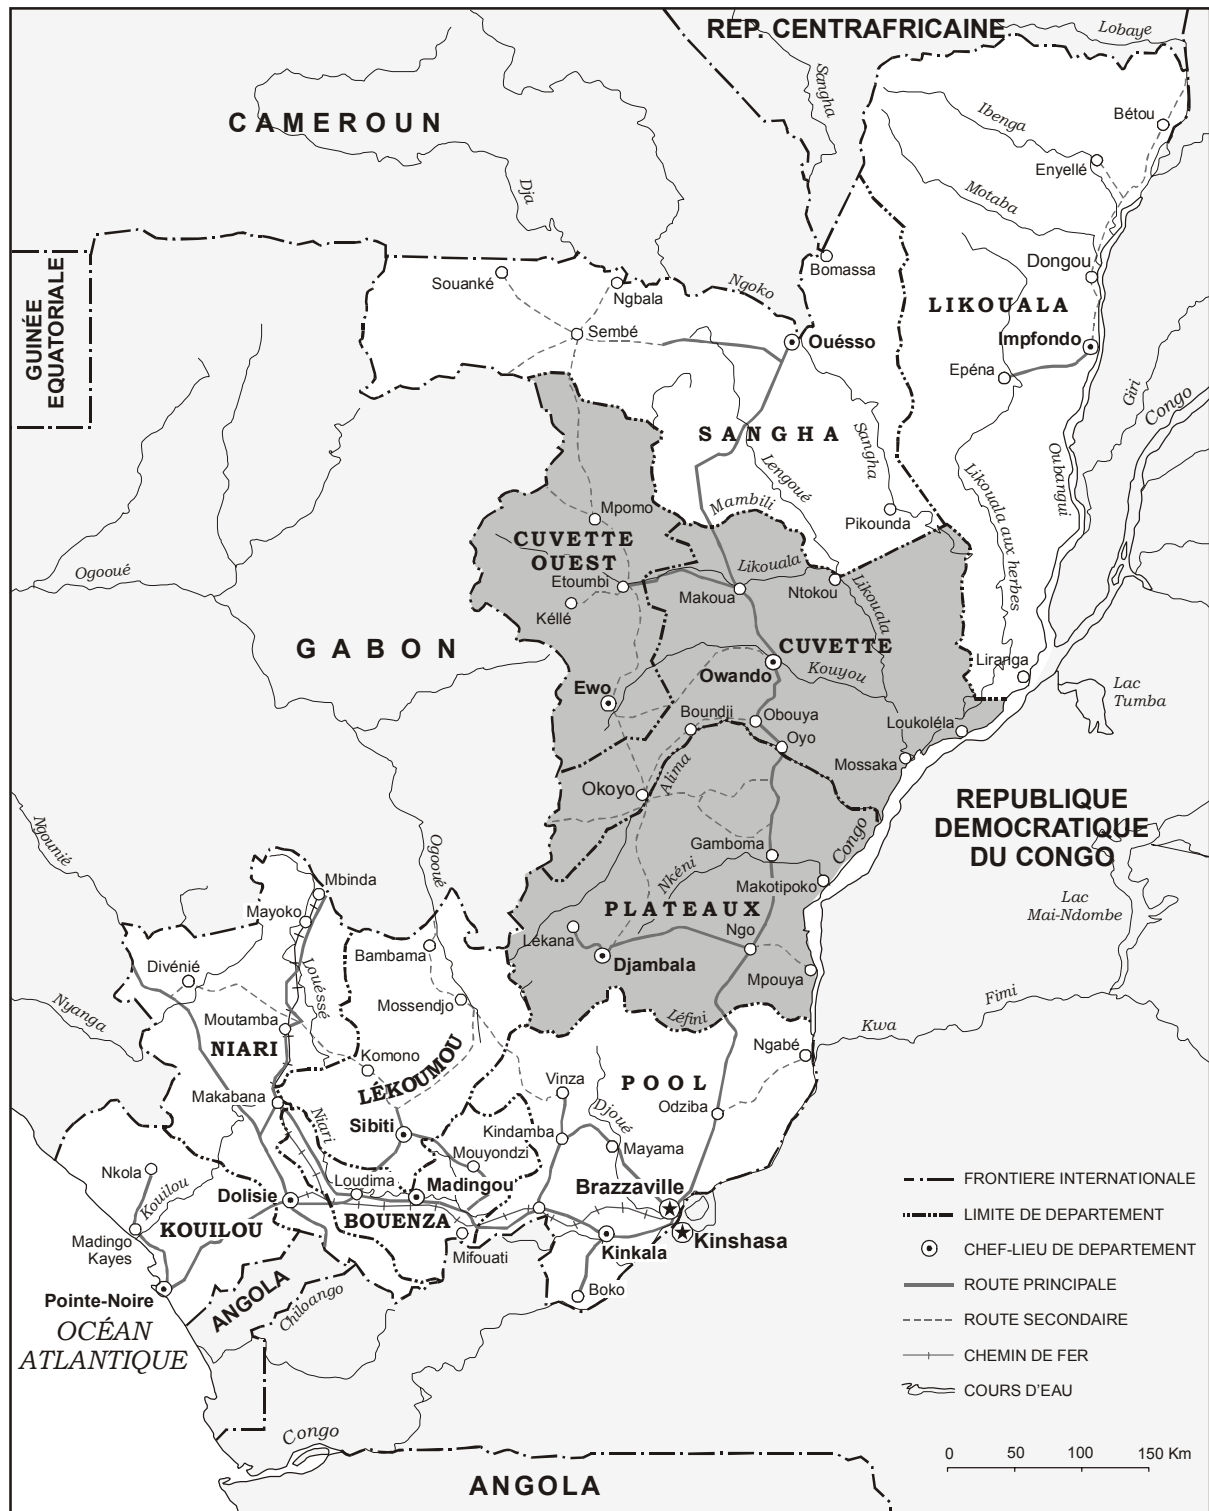 REP. CENTRAFRICAINE
Lobaye
Sangha
CAMEROUN
Ibenga
Bétou
Enyellé
Dja
Motaba
GUINÉE
EQUATORIALE
Bomassa
Dongou
Souanké
Ngbala
Ngoko
LIKOUALA
Sembé
Ouésso
Impfondo
Epéna
Giri
Congo
SANGHA
Sangha
Lengoué
Oubangui
Likouala aux herbes
Mambili
Mpomo
Pikounda
CUVETTE
OUEST
Ogooué
Etoumbi
Likouala
Makoua
Ntokou
Likouala
Kéllé
GABON
CUVETTE
Liranga
Kouyou
Owando
Ewo
Lac
Tumba
Boundji
Obouya
Loukoléla
Oyo
Mossaka
Alima
Okoyo
REPUBLIQUE
DEMOCRATIQUE
DU CONGO
Ngounié
Ogooué
Congo
Gamboma
Nkéni
Makotipoko
Mbinda
Lac
Mai-Ndombe
Mayoko
PLATEAUX
Lékana
Ngo
Bambama
Djambala
Divénié
Louéssé
Mpouya
Mossendjo
Nyanga
Fimi
Léfini
Moutamba
Kwa
NIARI
Ngabé
Komono
LÉKOUMOU
POOL
Vinza
Makabana
Niari
Djoué
Odziba
Sibiti
Kindamba
Mayama
Mouyondzi
Nkola
Kouilou
Loudima
Madingou
Brazzaville
Dolisie
KOUILOU
BOUENZA
Madingo
Kayes
Mifouati
Kinkala
Kinshasa
ANGOLA
Chiloango
Boko
Pointe-Noire
OCÉAN
ATLANTIQUE
Congo
ANGOLA
FRONTIERE INTERNATIONALE
LIMITE DE DEPARTEMENT
CHEF-LIEU DE DEPARTEMENT
ROUTE PRINCIPALE
ROUTE SECONDAIRE
CHEMIN DE FER
COURS D'EAU
0 50 100 150 Km